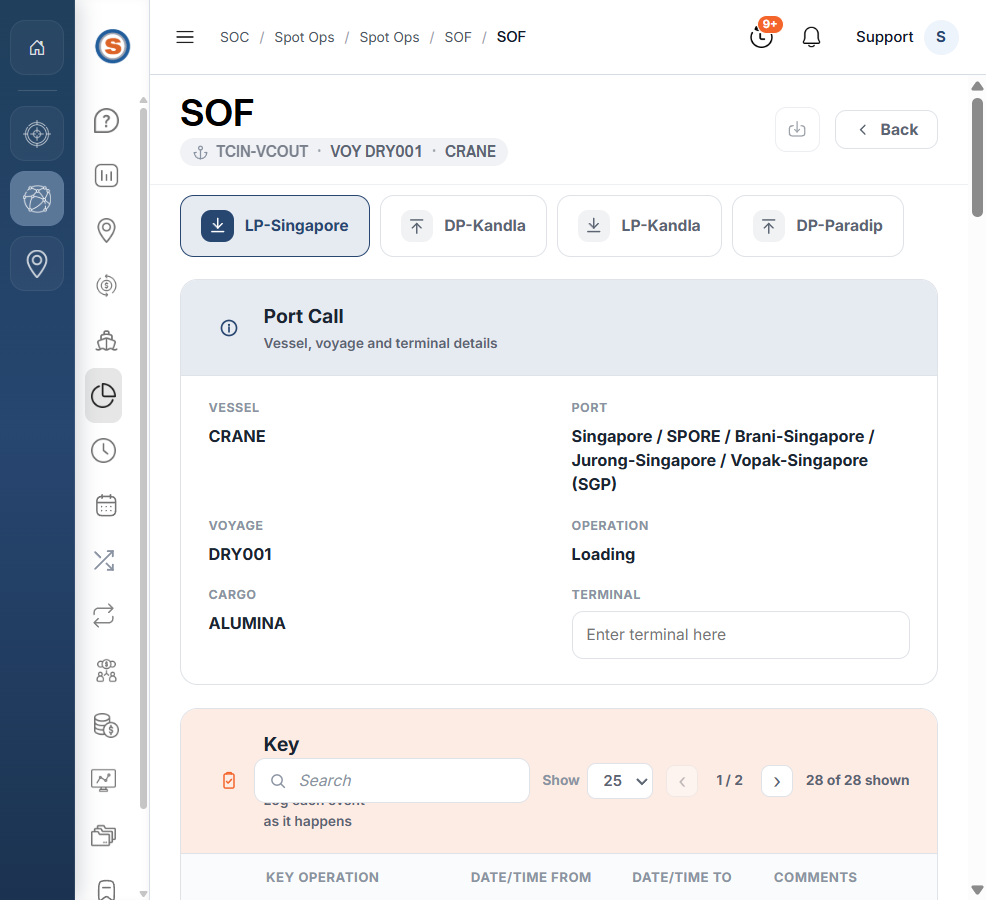 SOC / Spot Ops / Spot Ops / SOF / SOF
9+
Support S
S
SOF
TCIN-VCOUT · VOY DRY001 · CRANE
Back
LP-Singapore
DP-Kandla
LP-Kandla
DP-Paradip
Port Call
Vessel, voyage and terminal details
VESSEL
CRANE
PORT
Singapore / SPORE / Brani-Singapore /
Jurong-Singapore / Vopak-Singapore
(SGP)
VOYAGE
DRY001
OPERATION
Loading
CARGO
ALUMINA
TERMINAL
Enter terminal here
Key
Search
Show 25 1 / 2 28 of 28 shown
Log each event
as it happens
KEY OPERATION DATE/TIME FROM DATE/TIME TO COMMENTS